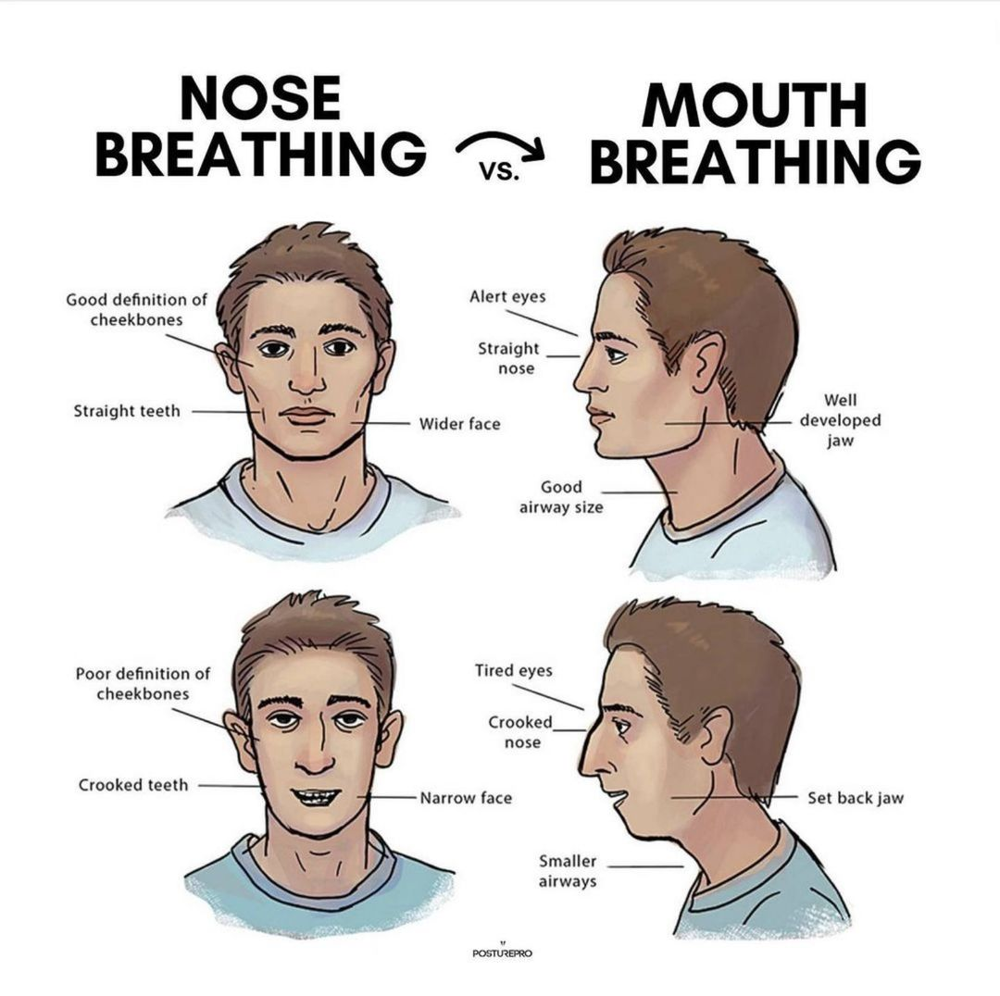 NOSE
BREATHING
VS.
MOUTH
BREATHING
Good definition of
cheekbones
Straight teeth
Wider face
Alert eyes
Straight
nose
Well
developed
jaw
Good
airway size
Poor definition of
cheekbones
Crooked teeth
Narrow face
Tired eyes
Crooked
nose
Set back jaw
Smaller
airways
POSTUREPRO